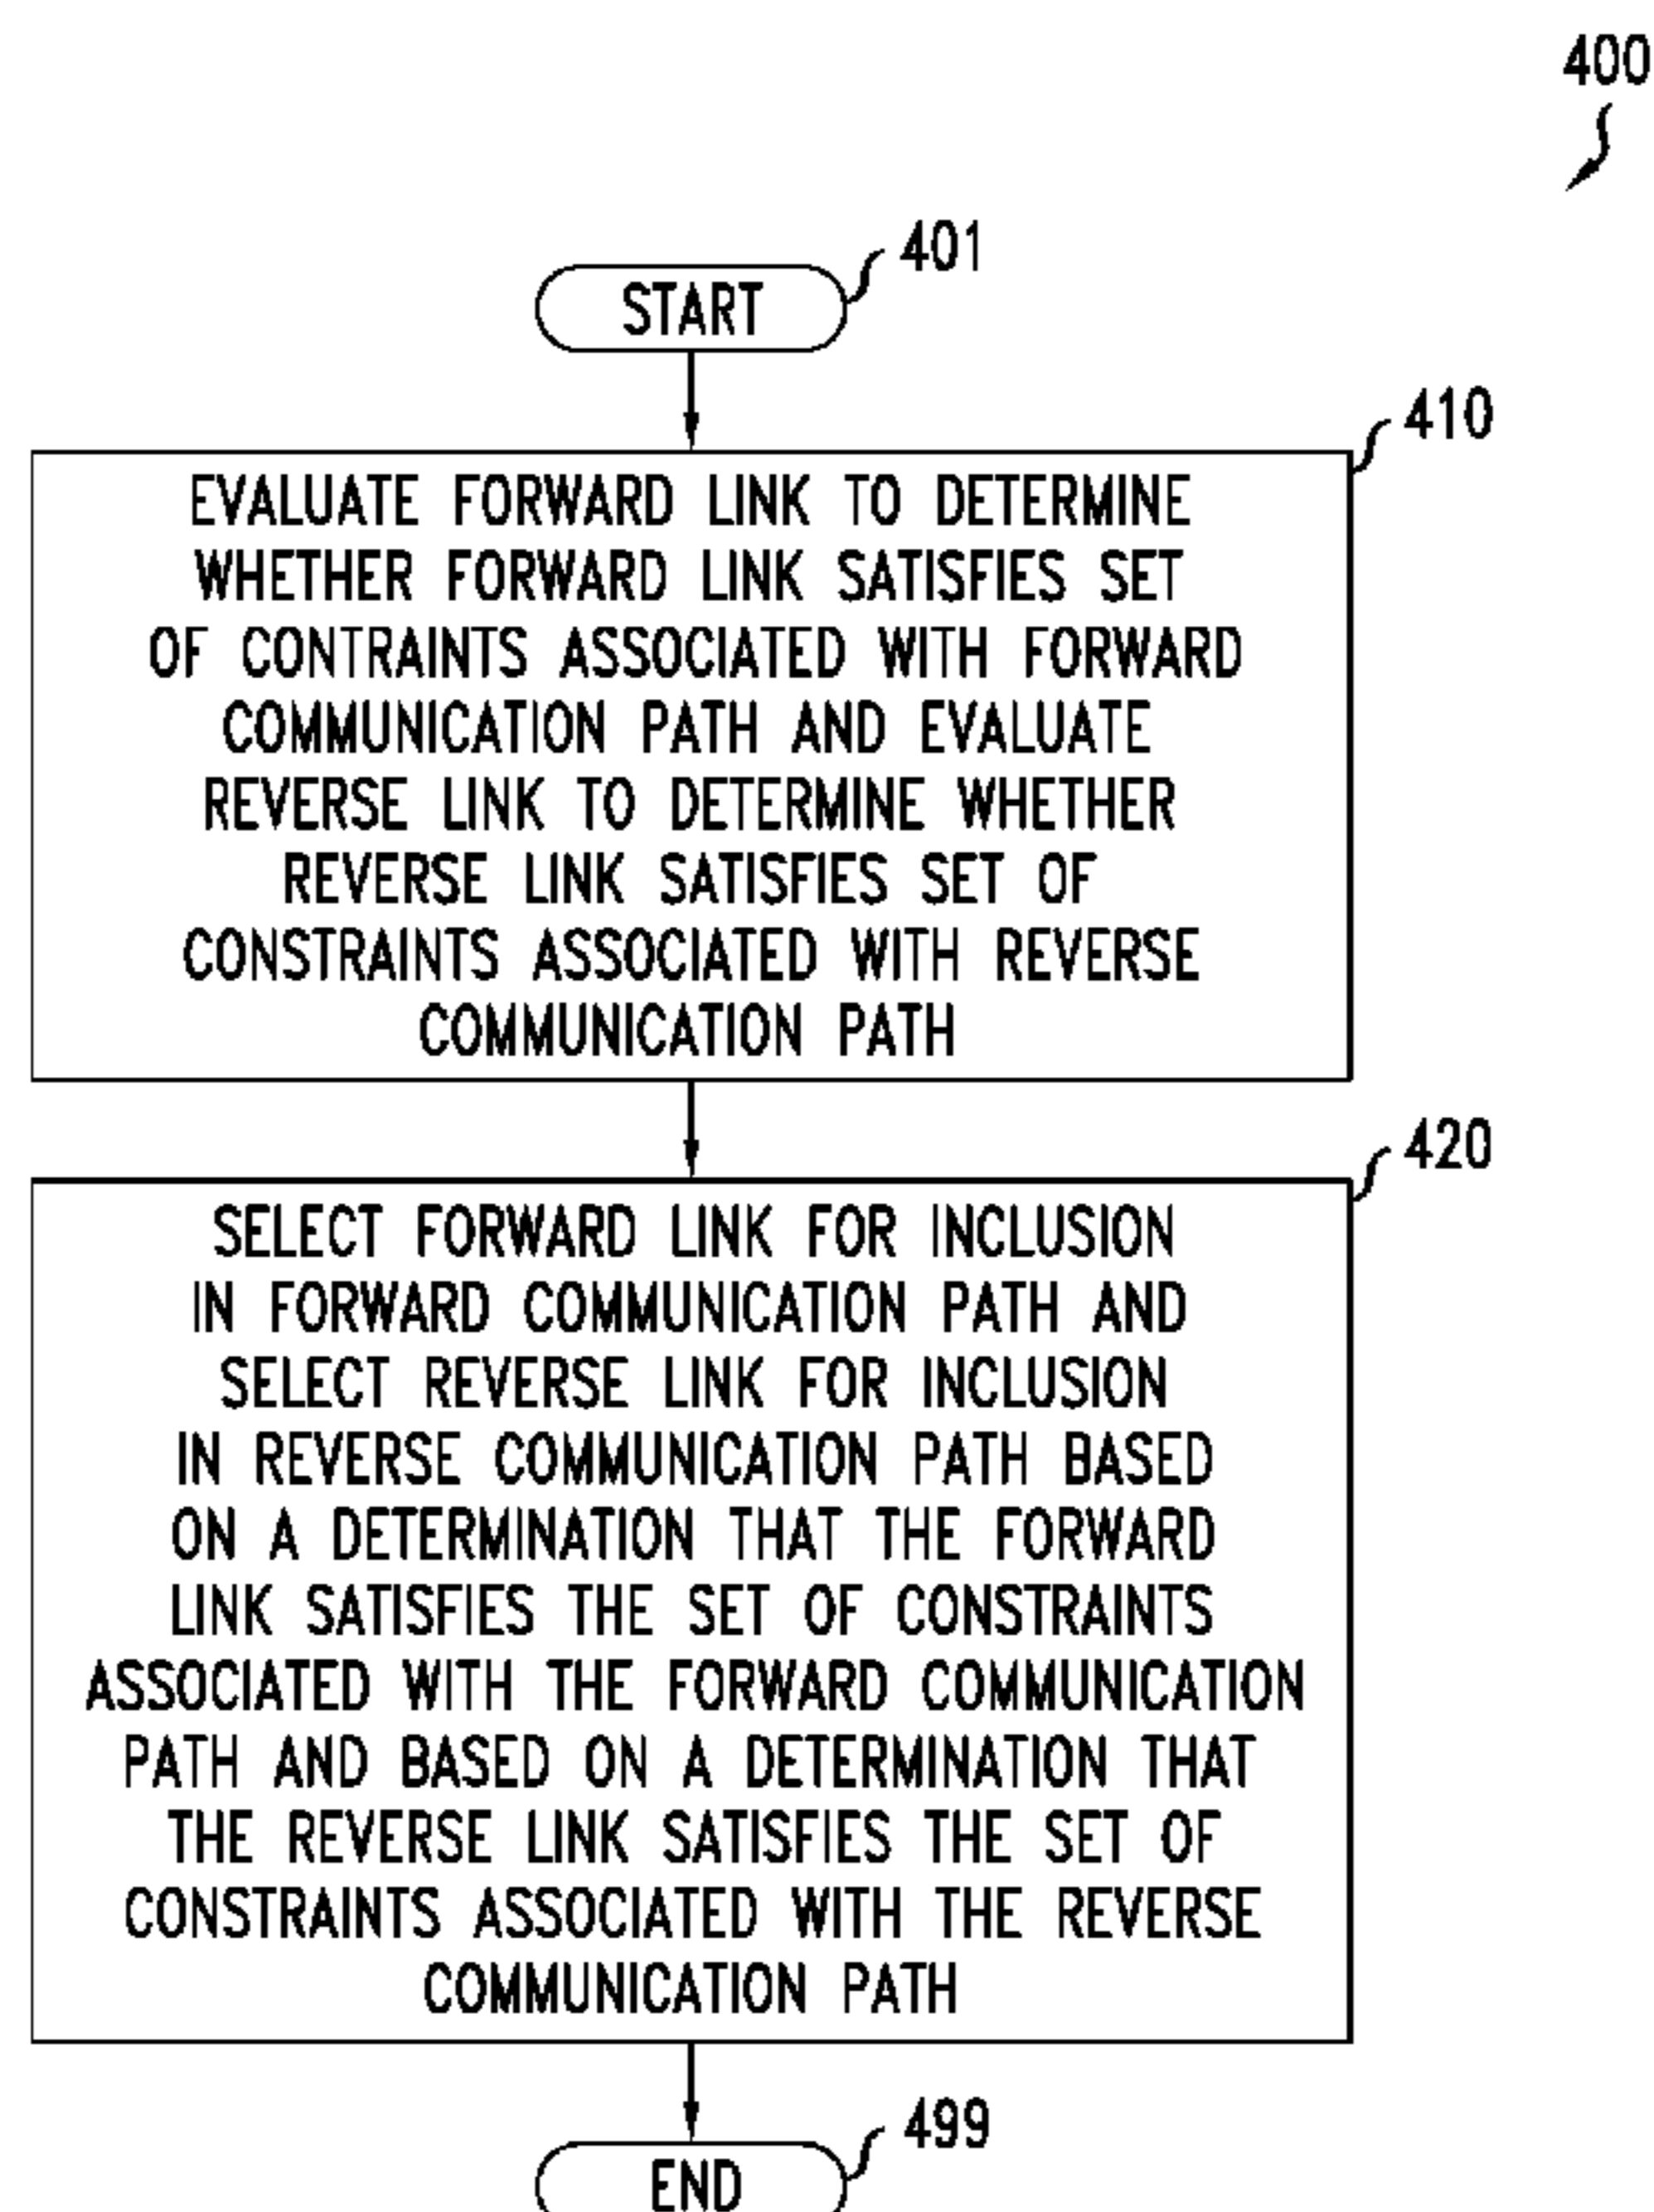 400
401
START
410
EVALUATE FORWARD LINK TO DETERMINE
WHETHER FORWARD LINK SATISFIES SET
OF CONTRAINTS ASSOCIATED WITH FORWARD
COMMUNICATION PATH AND EVALUATE
REVERSE LINK TO DETERMINE WHETHER
REVERSE LINK SATISFIES SET OF
CONSTRAINTS ASSOCIATED WITH REVERSE
COMMUNICATION PATH
420
SELECT FORWARD LINK FOR INCLUSION
IN FORWARD COMMUNICATION PATH AND
SELECT REVERSE LINK FOR INCLUSION
IN REVERSE COMMUNICATION PATH BASED
ON A DETERMINATION THAT THE FORWARD
LINK SATISFIES THE SET OF CONSTRAINTS
ASSOCIATED WITH THE FORWARD COMMUNICATION
PATH AND BASED ON A DETERMINATION THAT
THE REVERSE LINK SATISFIES THE SET OF
CONSTRAINTS ASSOCIATED WITH THE REVERSE
COMMUNICATION PATH
499
END